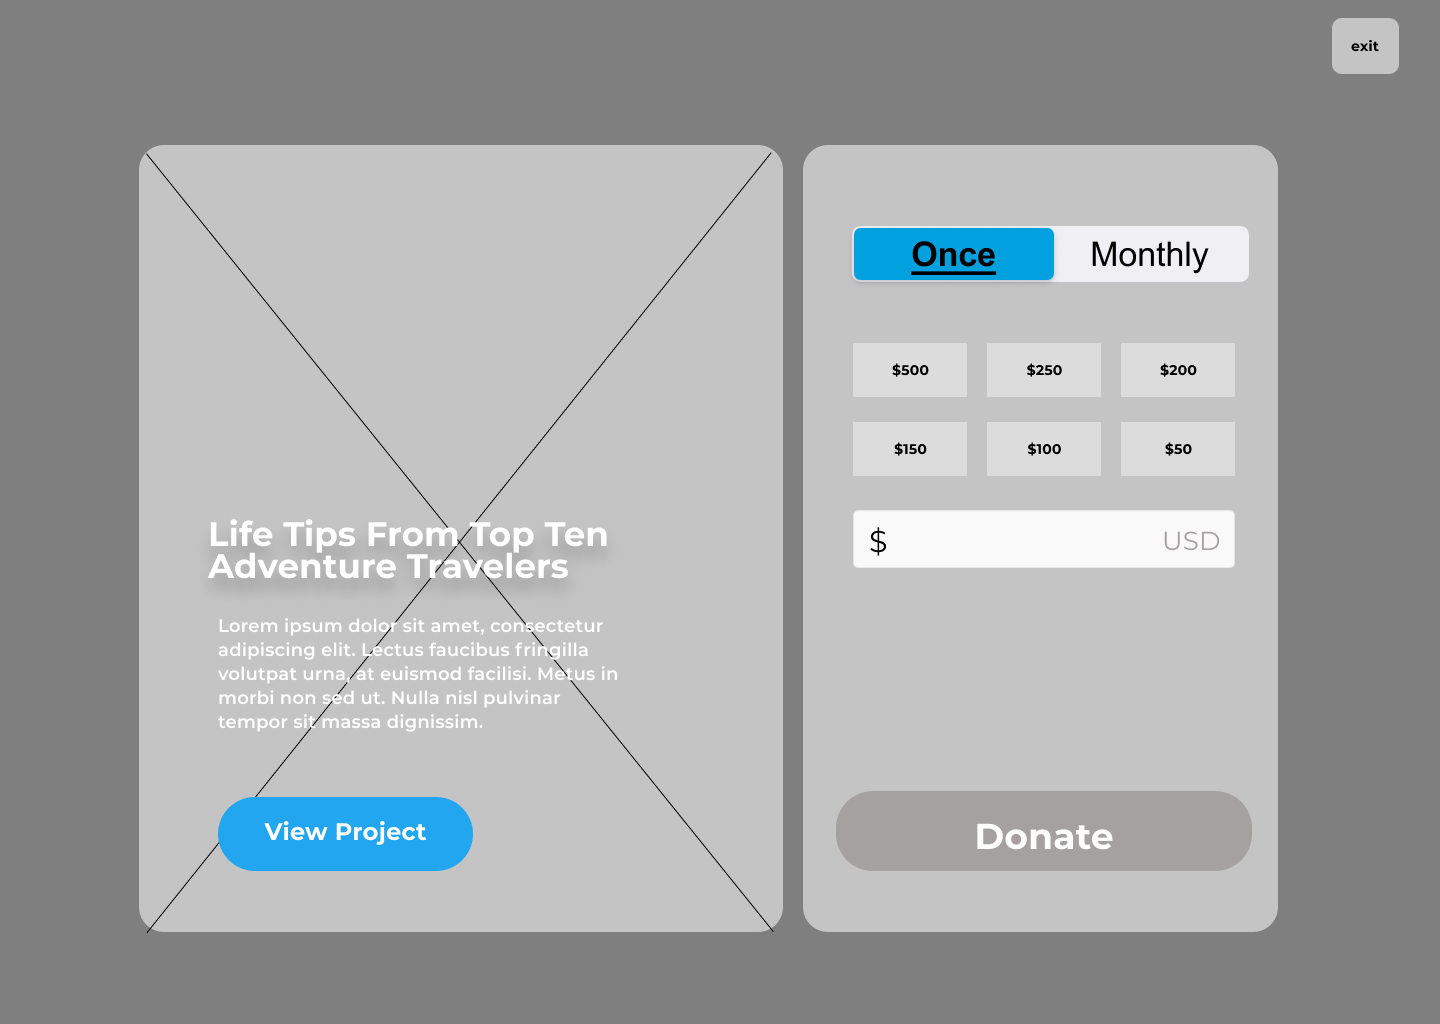 exit
Once Monthly
$500 $250 $200
$150 $100 $50
$ USD
Donate
Life Tips From Top Ten
Adventure Travelers
Lorem ipsum dolor sit amet, consectetur
adipiscing elit. Lectus faucibus fringilla
volutpat urna, at euismod facilisi. Metus in
morbi non sed ut. Nulla nisl pulvinar
tempor sit massa dignissim.
View Project